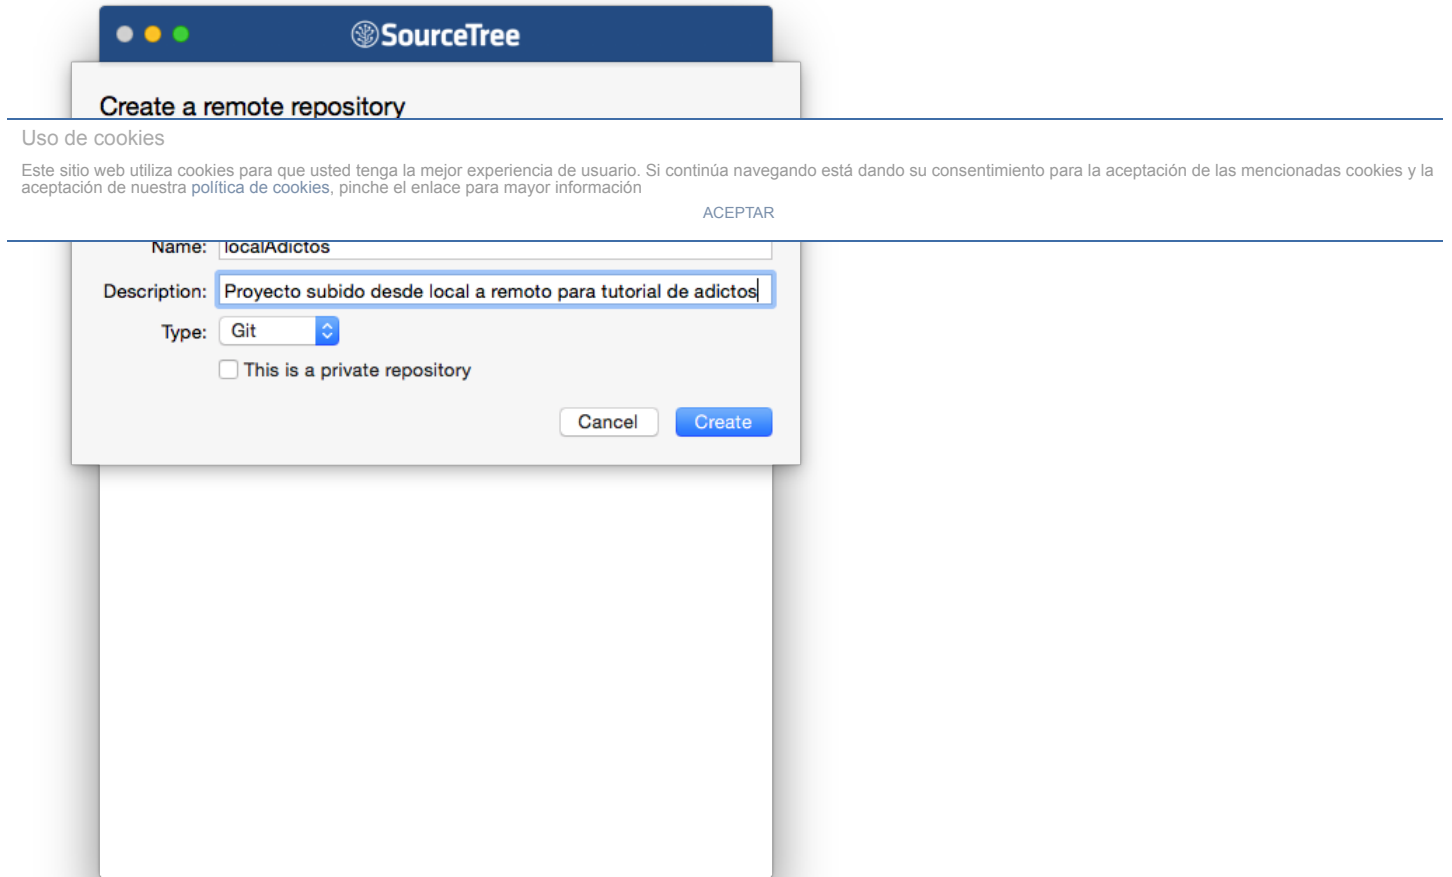 SourceTree
Create a remote repository
Uso de cookies
Este sitio web utiliza cookies para que usted tenga la mejor experiencia de usuario. Si continúa navegando está dando su consentimiento para la aceptación de las mencionadas cookies y la
aceptación de nuestra política de cookies, pinche el enlace para mayor información
ACEPTAR
Name: localAdictos
Description: Proyecto subido desde local a remoto para tutorial de adictos
Type: Git
This is a private repository
Cancel Create